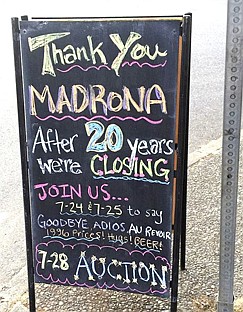 Thank You
MADRONA
After 20 years
we're CLOSING
JOIN US...
7-24 & 7-25 to say
GOODBYE, ADIOS, AU REVOIR
1996 Prices! Hugs! BEER!
7-28 AUCTION